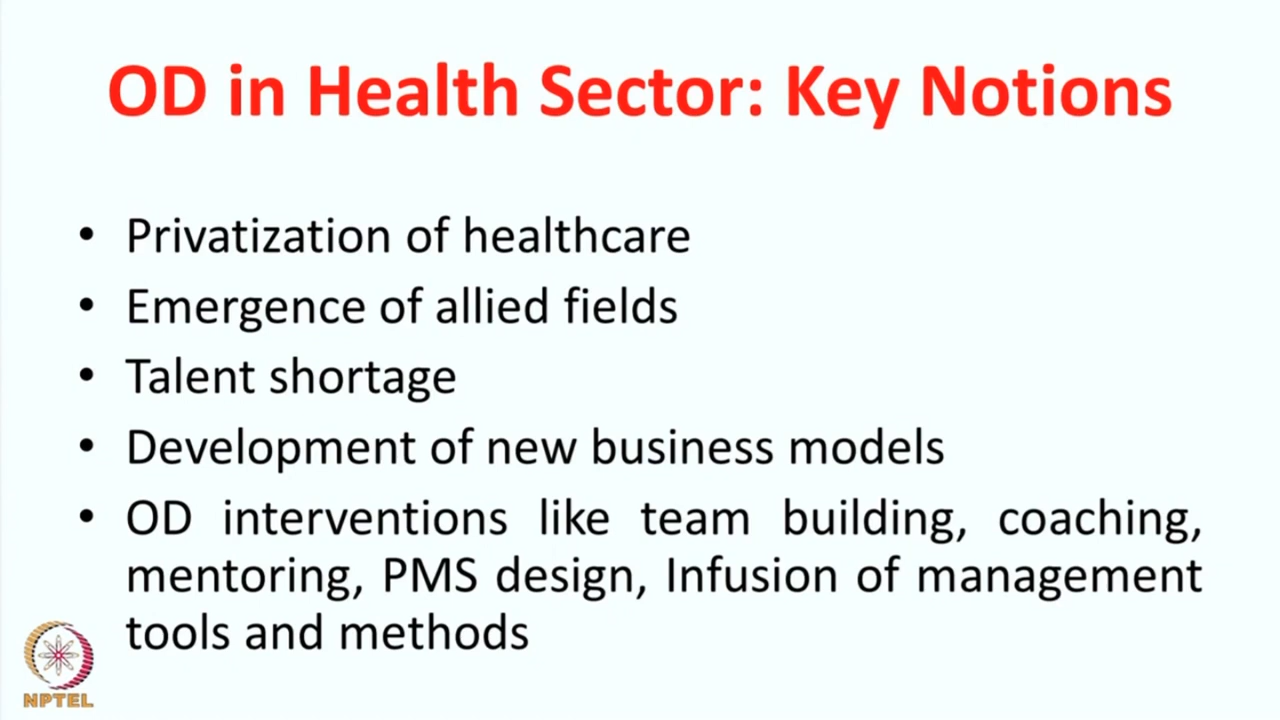 OD in Health Sector: Key Notions
• Privatization of healthcare
• Emergence of allied fields
• Talent shortage
• Development of new business models
• OD interventions like team building, coaching,
mentoring, PMS design, Infusion of management
tools and methods
NPTEL